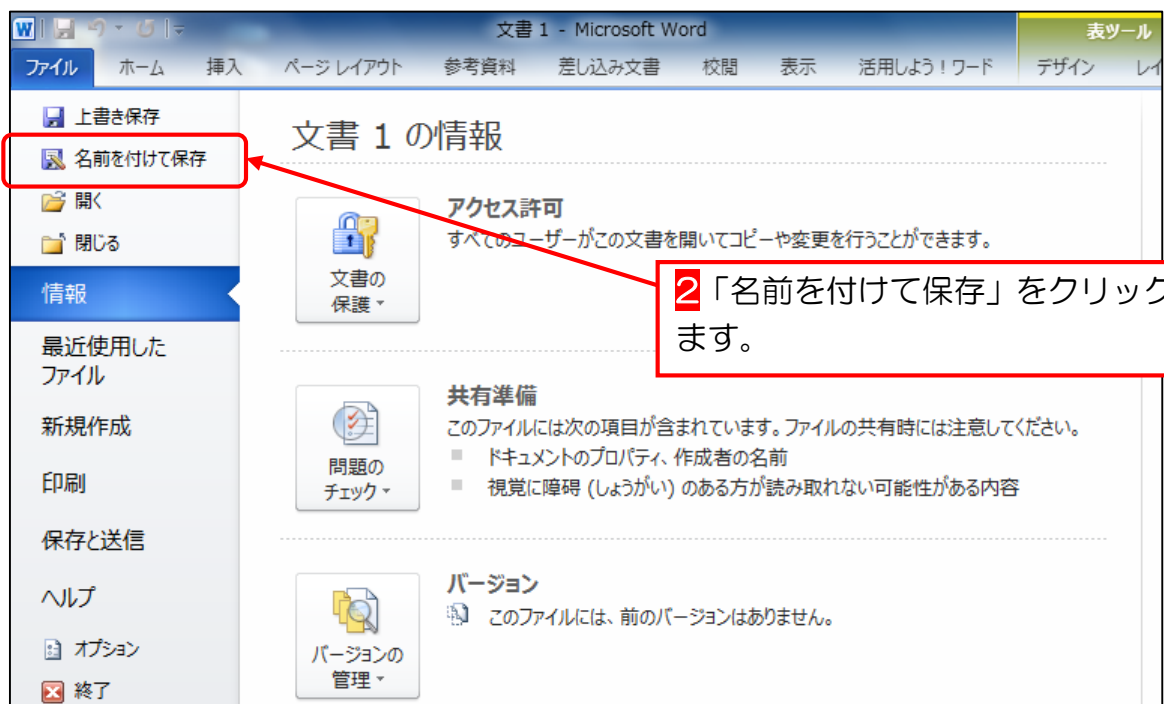 文書 1 - Microsoft Word
表ツール
ファイル ホーム 挿入 ページ レイアウト 参考資料 差し込み文書 校閲 表示 活用しよう！ワード デザイン レイ
上書き保存
名前を付けて保存
開く
閉じる
情報
最近使用した
ファイル
新規作成
印刷
保存と送信
ヘルプ
オプション
終了
文書 1 の情報
文書の
保護
アクセス許可
すべてのユーザーがこの文書を開いてコピーや変更を行うことができます。
2「名前を付けて保存」をクリック
ます。
問題の
チェック
共有準備
このファイルには次の項目が含まれています。ファイルの共有時には注意してください。
ドキュメントのプロパティ、作成者の名前
視覚に障碍 (しょうがい) のある方が読み取れない可能性がある内容
バージョンの
管理
バージョン
このファイルには、前のバージョンはありません。